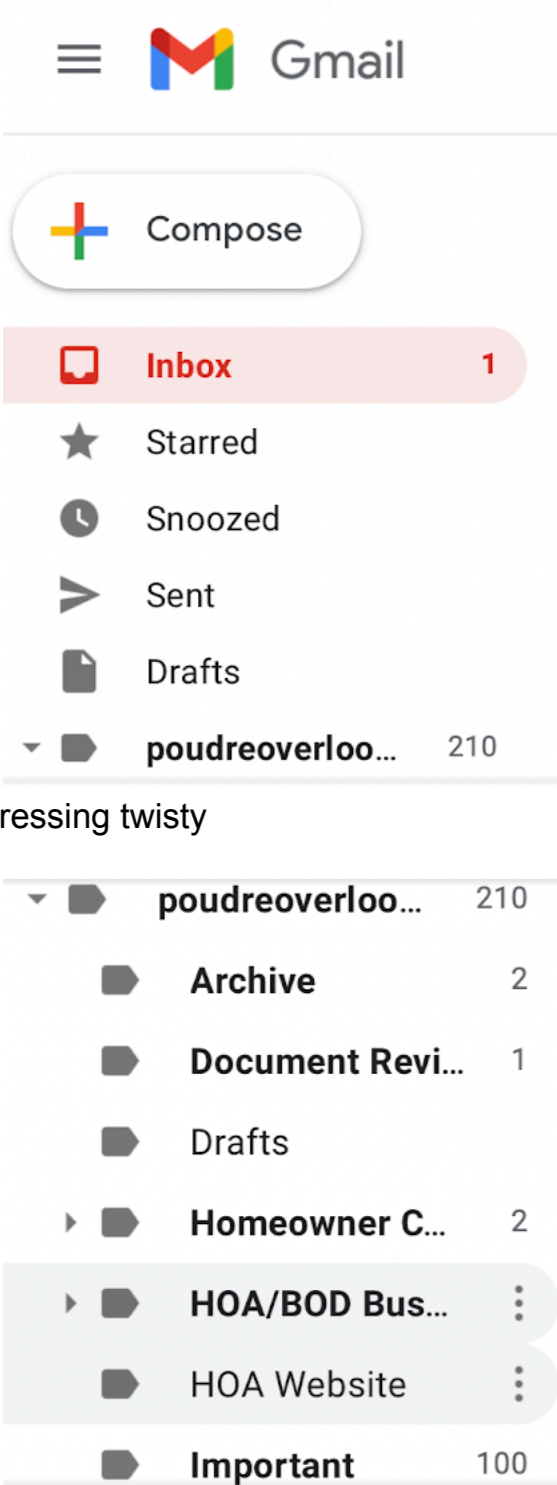 Gmail
Compose
Inbox 1
Starred
Snoozed
Sent
Drafts
poudreoverloo... 210
ressing twisty
poudreoverloo... 210
Archive 2
Document Revi... 1
Drafts
Homeowner C... 2
HOA/BOD Bus...
HOA Website
Important 100